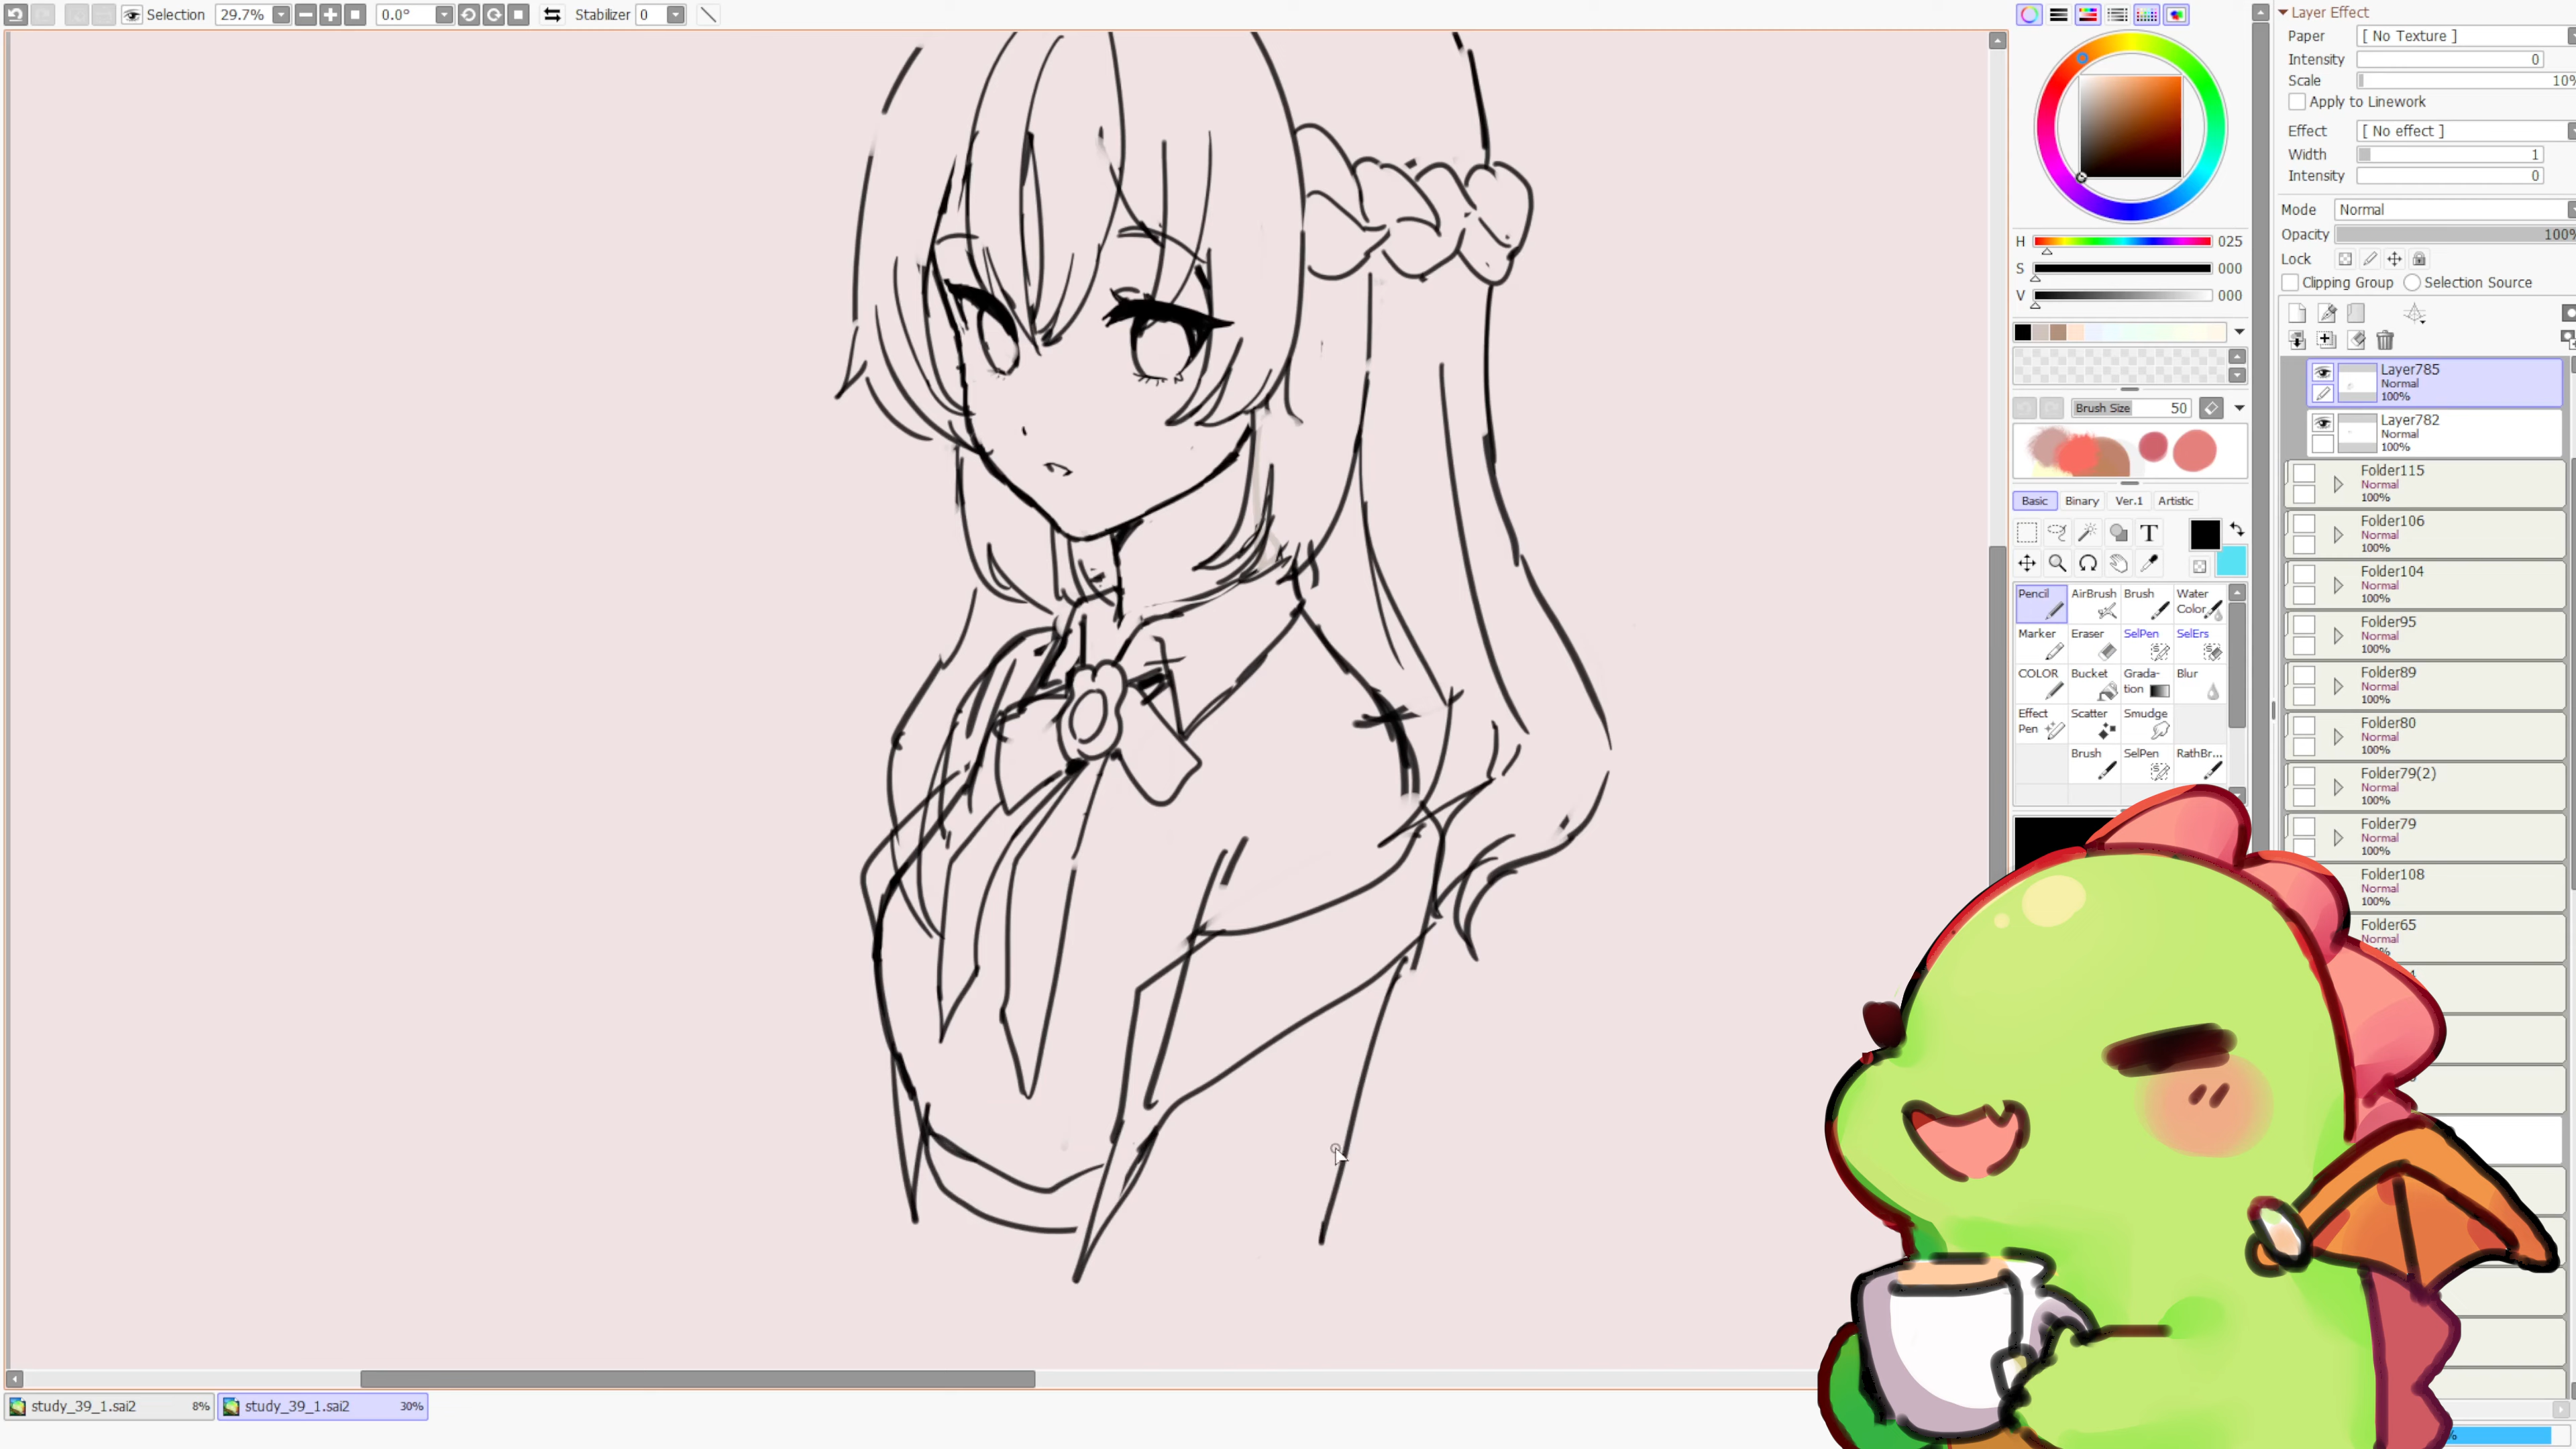 Selection 29.7% 0.0° Stabilizer 0
Layer Effect
Paper [ No Texture ]
Intensity 0
Scale 10%
Apply to Linework
Effect [ No effect ]
Width 1
Intensity 0
Mode Normal
Opacity 100%
Lock
Clipping Group Selection Source
H 025
S 000
V 000
Brush Size 50
Basic Binary Ver.1 Artistic
T
Pencil AirBrush Brush Water Color
Marker Eraser SelPen SelErs
COLOR Bucket Grada-tion Blur
Effect Pen Scatter Smudge
Brush SelPen RathBr...
Layer785
Normal
100%
Layer782
Normal
100%
Folder115
Normal
100%
Folder106
Normal
100%
Folder104
Normal
100%
Folder95
Normal
100%
Folder89
Normal
100%
Folder80
Normal
100%
Folder79(2)
Normal
100%
Folder79
Normal
100%
Folder108
Normal
100%
Folder65
Normal
study_39_1.sai2 8% study_39_1.sai2 30%